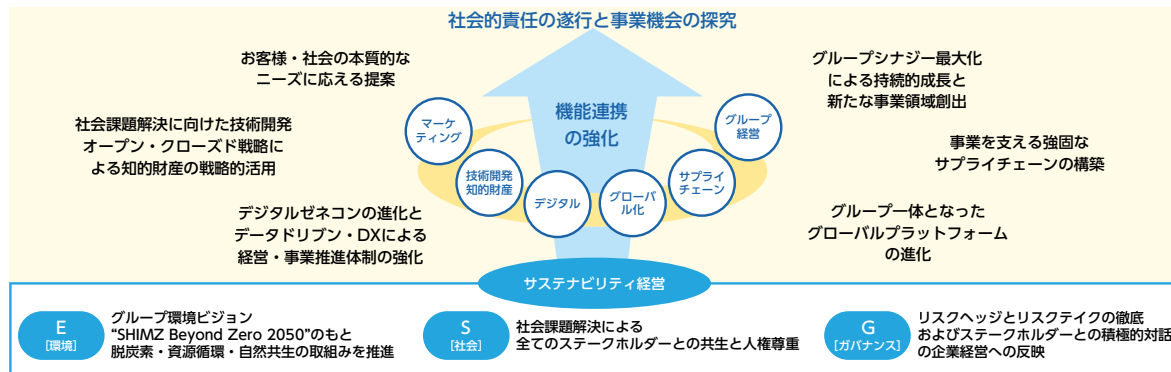 社会的責任の遂行と事業機会の探究
お客様・社会の本質的な
ニーズに応える提案
グループシナジー最大化
による持続的成長と
新たな事業領域創出
機能連携
の強化
マーケ
ティング
グループ
経営
社会課題解決に向けた技術開発
オープン・クローズド戦略に
よる知的財産の戦略的活用
事業を支える強固な
サプライチェーンの構築
技術開発
知的財産
デジタル
グローバ
ル化
サプライ
チェーン
デジタルゼネコンの進化と
データドリブン・DXによる
経営・事業推進体制の強化
グループ一体となった
グローバルプラットフォーム
の進化
サステナビリティ経営
E
[環境]
グループ環境ビジョン
“SHIMZ Beyond Zero 2050”のもと
脱炭素・資源循環・自然共生の取組みを推進
S
[社会]
社会課題解決による
全てのステークホルダーとの共生と人権尊重
G
[ガバナンス]
リスクヘッジとリスクテイクの徹底
およびステークホルダーとの積極的対話
の企業経営への反映